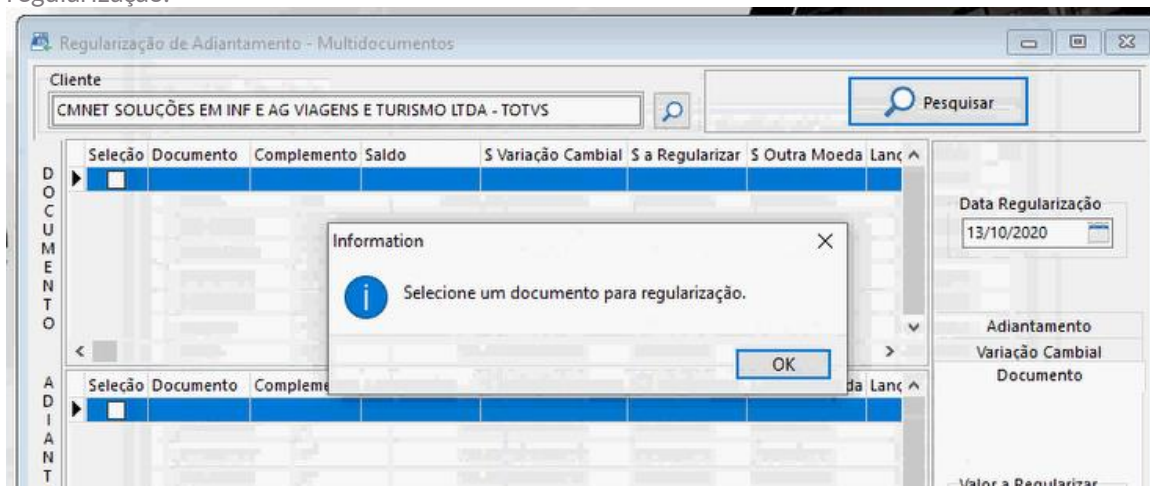 regularização.
Regularização de Adiantamento - Multidocumentos
Cliente
CMNET SOLUÇÕES EM INF E AG VIAGENS E TURISMO LTDA - TOTVS
Pesquisar
Seleção Documento Complemento Saldo $ Variação Cambial $ a Regularizar $ Outra Moeda Lanç
DOCUMENTO
Data Regularização
13/10/2020
Information
Selecione um documento para regularização.
OK
Adiantamento
Variação Cambial
Documento
Seleção Documento Compleme da Lanç
ADIANT
Valor a Regularizar